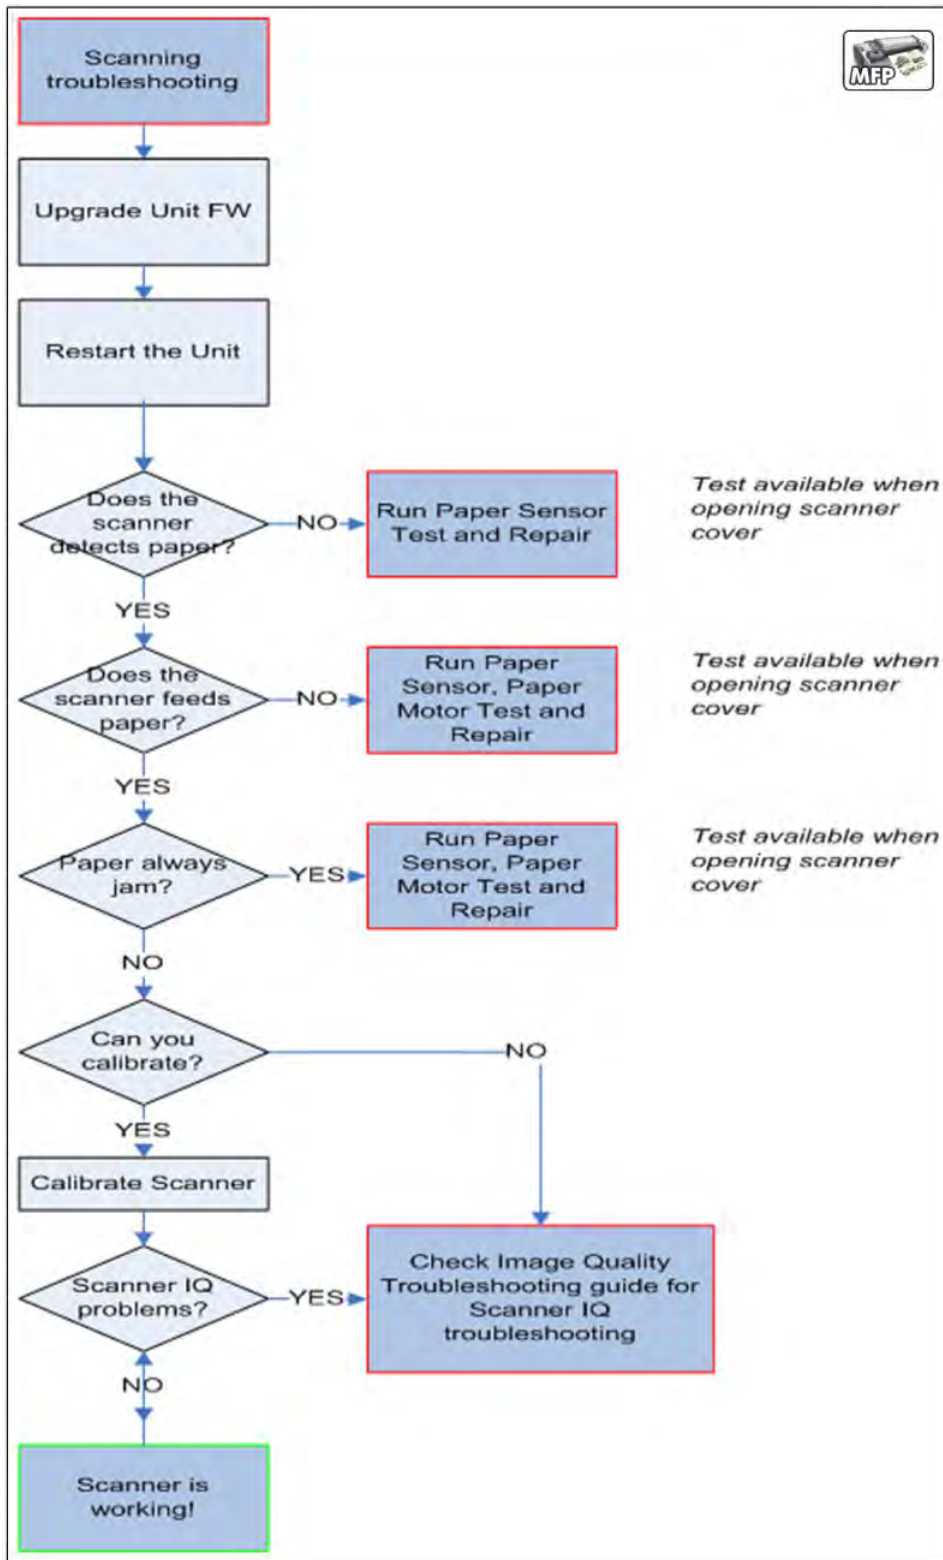 Scanning
troubleshooting
MFP
Upgrade Unit FW
Restart the Unit
Does the
scanner
detects paper?
NO
Run Paper Sensor
Test and Repair
Test available when
opening scanner
cover
YES
Does the
scanner feeds
paper?
NO
Run Paper
Sensor, Paper
Motor Test and
Repair
Test available when
opening scanner
cover
YES
Paper always
jam?
YES
Run Paper
Sensor, Paper
Motor Test and
Repair
Test available when
opening scanner
cover
NO
Can you
calibrate?
NO
YES
Calibrate Scanner
Scanner IQ
problems?
YES
Check Image Quality
Troubleshooting guide for
Scanner IQ
troubleshooting
NO
Scanner is
working!